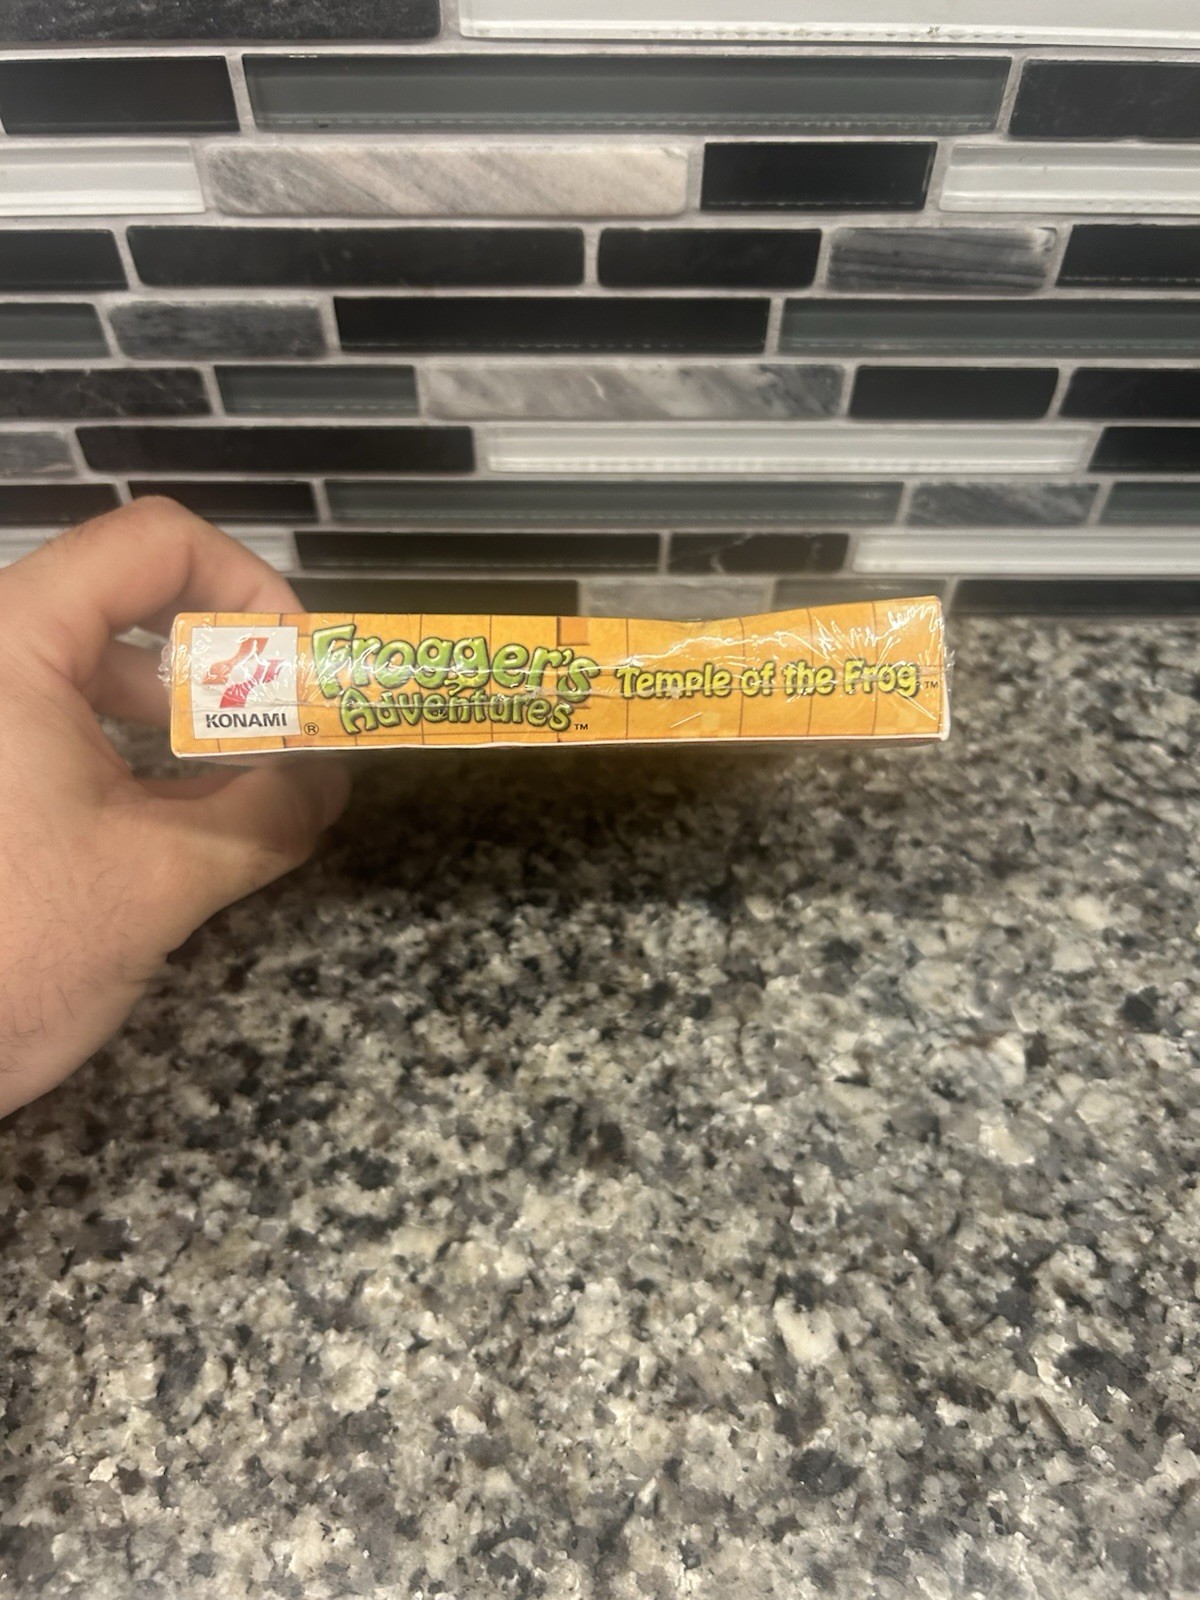 KONAMI ®
Frogger's
Adventures ™
Temple of the Frog ™